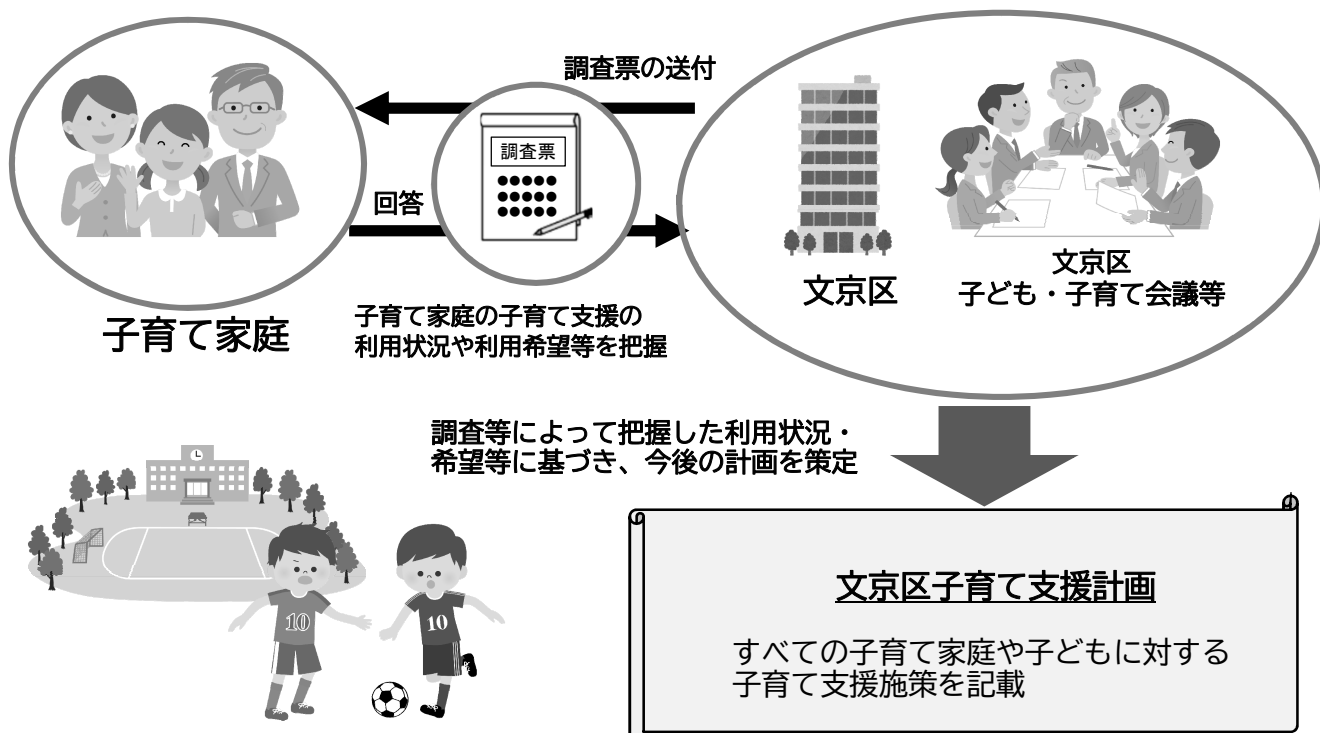 調査票の送付
調査票
回答
子育て家庭
子育て家庭の子育て支援の
利用状況や利用希望等を把握
文京区
文京区
子ども・子育て会議等
調査等によって把握した利用状況・
希望等に基づき、今後の計画を策定
10
10
文京区子育て支援計画
すべての子育て家庭や子どもに対する
子育て支援施策を記載